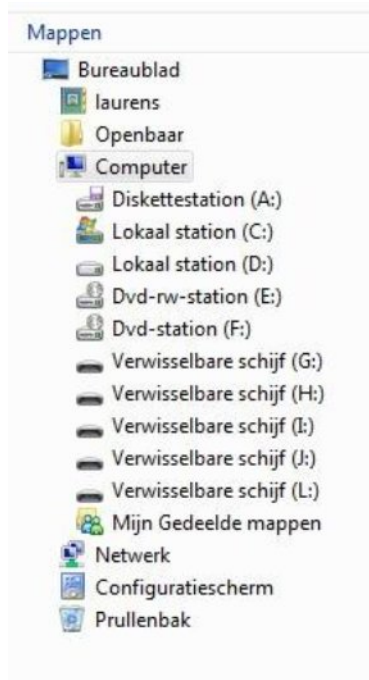 Mappen
Bureaublad
laurens
Openbaar
Computer
Diskettestation (A:)
Lokaal station (C:)
Lokaal station (D:)
Dvd-rw-station (E:)
Dvd-station (F:)
Verwisselbare schijf (G:)
Verwisselbare schijf (H:)
Verwisselbare schijf (I:)
Verwisselbare schijf (J:)
Verwisselbare schijf (L:)
Mijn Gedeelde mappen
Netwerk
Configuratiescherm
Prullenbak